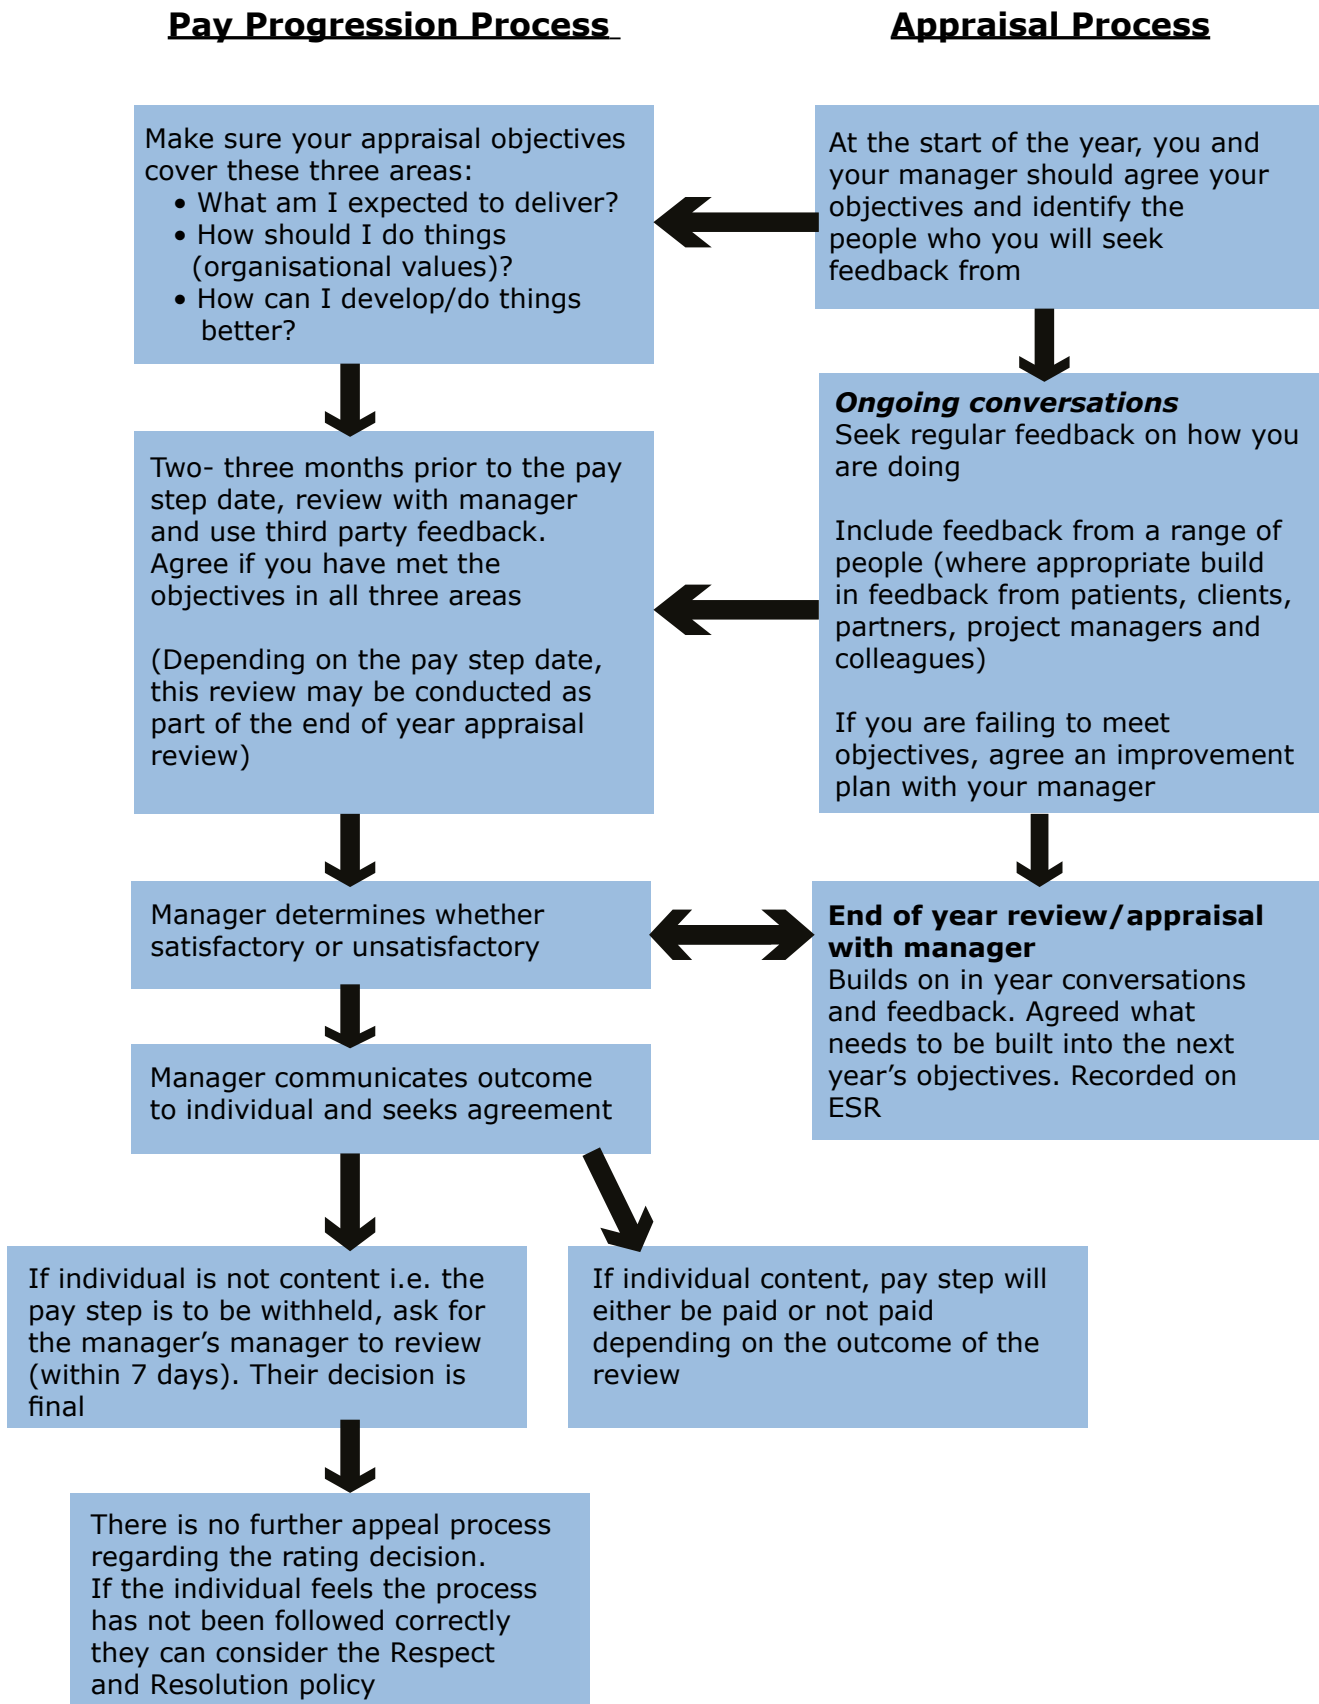 Pay Progression Process
Appraisal Process
Make sure your appraisal objectives
cover these three areas:
• What am I expected to deliver?
• How should I do things
(organisational values)?
• How can I develop/do things
better?
At the start of the year, you and
your manager should agree your
objectives and identify the
people who you will seek
feedback from
Two- three months prior to the pay
step date, review with manager
and use third party feedback.
Agree if you have met the
objectives in all three areas
(Depending on the pay step date,
this review may be conducted as
part of the end of year appraisal
review)
Ongoing conversations
Seek regular feedback on how you
are doing
Include feedback from a range of
people (where appropriate build
in feedback from patients, clients,
partners, project managers and
colleagues)
If you are failing to meet
objectives, agree an improvement
plan with your manager
Manager determines whether
satisfactory or unsatisfactory
End of year review/appraisal
with manager
Builds on in year conversations
and feedback. Agreed what
needs to be built into the next
year's objectives. Recorded on
ESR
Manager communicates outcome
to individual and seeks agreement
If individual is not content i.e. the
pay step is to be withheld, ask for
the manager's manager to review
(within 7 days). Their decision is
final
If individual content, pay step will
either be paid or not paid
depending on the outcome of the
review
There is no further appeal process
regarding the rating decision.
If the individual feels the process
has not been followed correctly
they can consider the Respect
and Resolution policy